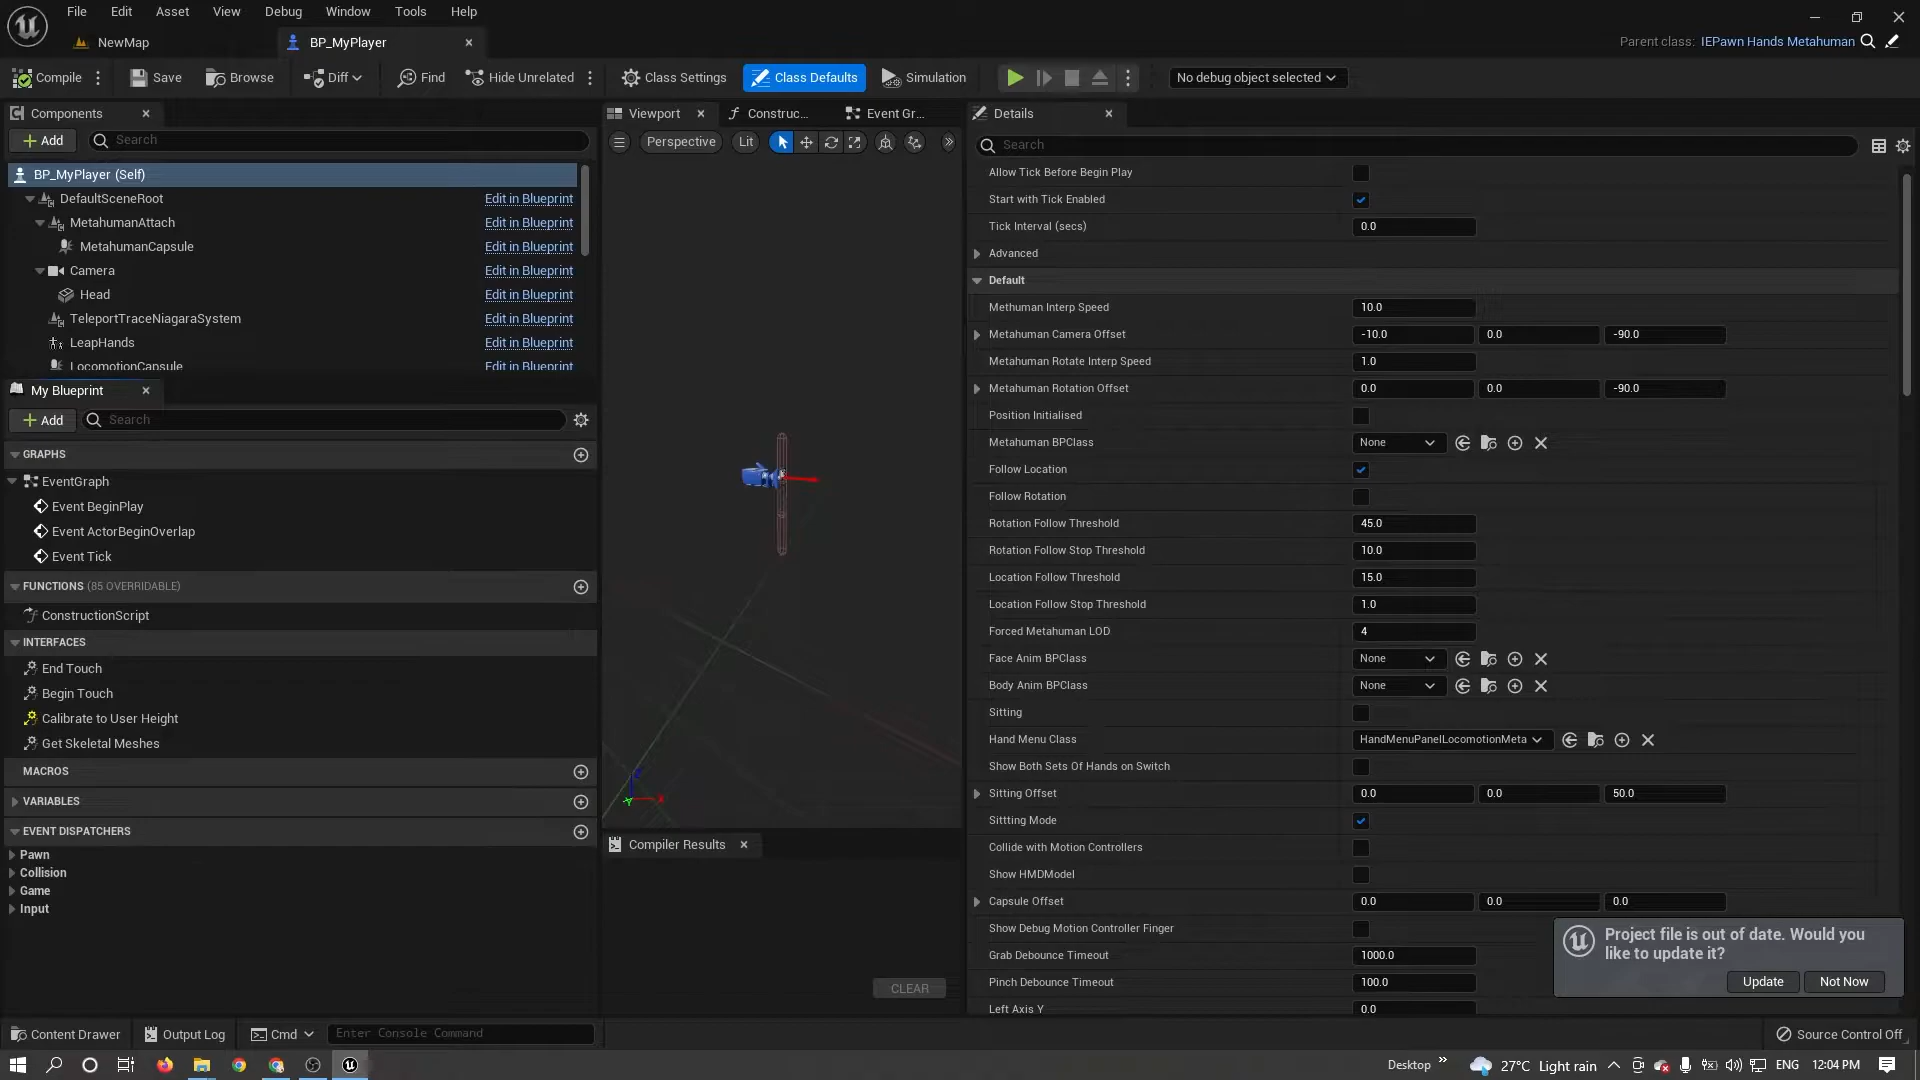 File Edit Asset View Debug Window Tools Help
NewMap
BP_MyPlayer
Parent class: IEPawn Hands Metahuman
Compile Save Browse Diff Find Hide Unrelated Class Settings Class Defaults Simulation No debug object selected
Components
Add
Search
BP_MyPlayer (Self)
DefaultSceneRoot Edit in Blueprint
MetahumanAttach Edit in Blueprint
MetahumanCapsule Edit in Blueprint
Camera Edit in Blueprint
Head Edit in Blueprint
TeleportTraceNiagaraSystem Edit in Blueprint
LeapHands Edit in Blueprint
LocomotionCapsule Edit in Blueprint
My Blueprint
Add
Search
GRAPHS
EventGraph
Event BeginPlay
Event ActorBeginOverlap
Event Tick
FUNCTIONS (85 OVERRIDABLE)
ConstructionScript
INTERFACES
End Touch
Begin Touch
Calibrate to User Height
Get Skeletal Meshes
MACROS
VARIABLES
EVENT DISPATCHERS
Pawn
Collision
Game
Input
Viewport Construc... Event Gr...
Perspective Lit
Z
X
Y
Compiler Results
CLEAR
Details
Search
Allow Tick Before Begin Play
Start with Tick Enabled
Tick Interval (secs) 0.0
Advanced
Default
Methuman Interp Speed 10.0
Metahuman Camera Offset -10.0 0.0 -90.0
Metahuman Rotate Interp Speed 1.0
Metahuman Rotation Offset 0.0 0.0 -90.0
Position Initialised
Metahuman BPClass None
Follow Location
Follow Rotation
Rotation Follow Threshold 45.0
Rotation Follow Stop Threshold 10.0
Location Follow Threshold 15.0
Location Follow Stop Threshold 1.0
Forced Metahuman LOD 4
Face Anim BPClass None
Body Anim BPClass None
Sitting
Hand Menu Class HandMenuPanelLocomotionMeta
Show Both Sets Of Hands on Switch
Sitting Offset 0.0 0.0 50.0
Sittting Mode
Collide with Motion Controllers
Show HMDModel
Capsule Offset 0.0 0.0 0.0
Show Debug Motion Controller Finger
Grab Debounce Timeout 1000.0
Pinch Debounce Timeout 100.0
Left Axis Y 0.0
Project file is out of date. Would you
like to update it?
Update Not Now
Content Drawer Output Log Cmd Enter Console Command Source Control Off
Desktop 27°C Light rain ENG 12:04 PM